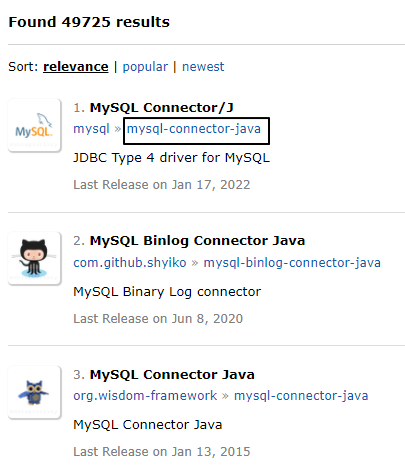 Found 49725 results
Sort: relevance | popular | newest
MySQL
1. MySQL Connector/J
mysql » mysql-connector-java
JDBC Type 4 driver for MySQL
Last Release on Jan 17, 2022
2. MySQL Binlog Connector Java
com.github.shyiko » mysql-binlog-connector-java
MySQL Binary Log connector
Last Release on Jun 8, 2020
3. MySQL Connector Java
org.wisdom-framework » mysql-connector-java
MySQL Connector Java
Last Release on Jan 13, 2015